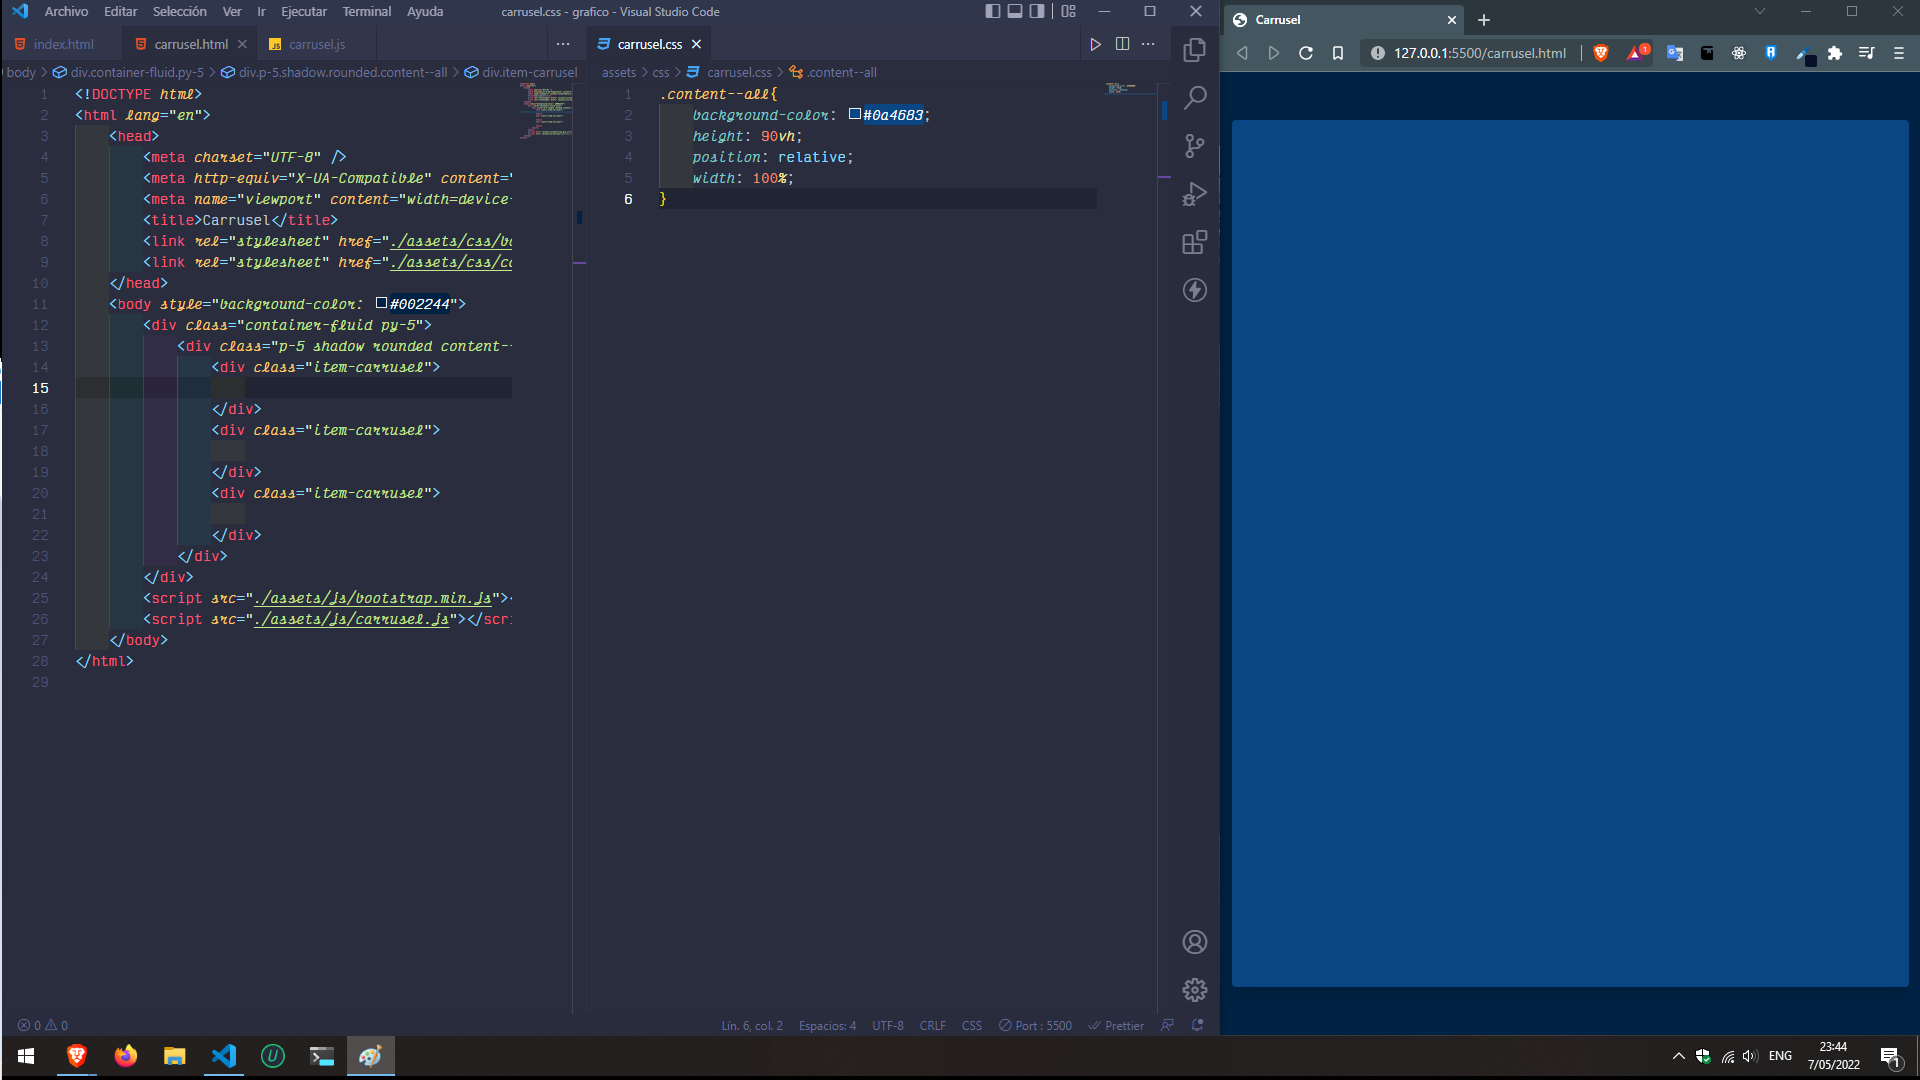 Archivo Editar Selección Ver Ir Ejecutar Terminal Ayuda carrusel.css - grafico - Visual Studio Code
index.html carrusel.html carrusel.js carrusel.css
body > div.container-fluid.py-5 > div.p-5.shadow.rounded.content--all > div.item-carrusel
assets > css > carrusel.css > .content--all
1 <!DOCTYPE html>
2 <html lang="en">
3 <head>
4 <meta charset="UTF-8" />
5 <meta http-equiv="X-UA-Compatible" content="
6 <meta name="viewport" content="width=device-
7 <title>Carrusel</title>
8 <link rel="stylesheet" href="./assets/css/bo
9 <link rel="stylesheet" href="./assets/css/ca
10 </head>
11 <body style="background-color: #002244">
12 <div class="container-fluid py-5">
13 <div class="p-5 shadow rounded content--
14 <div class="item-carrusel">
15
16 </div>
17 <div class="item-carrusel">
18
19 </div>
20 <div class="item-carrusel">
21
22 </div>
23 </div>
24 </div>
25 <script src="./assets/js/bootstrap.min.js"><
26 <script src="./assets/js/carrusel.js"></scri
27 </body>
28 </html>
29
1 .content--all{
2 background-color: #0a4683;
3 height: 90vh;
4 position: relative;
5 width: 100%;
6 }
0 0 Lín. 6, col. 2 Espacios: 4 UTF-8 CRLF CSS Port : 5500 Prettier
Carrusel
127.0.0.1:5500/carrusel.html
1
ENG
23:44
7/05/2022
1